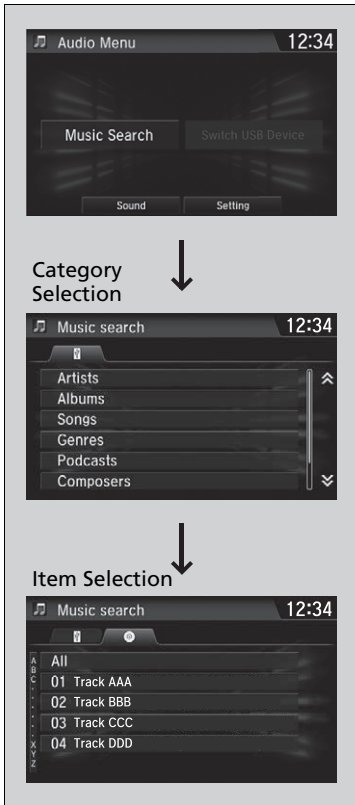 Audio Menu 12:34
Music Search Switch USB Device
Sound Setting
Category
Selection
Music search 12:34
Artists
Albums
Songs
Genres
Podcasts
Composers
Item Selection
Music search 12:34
All
01 Track AAA
02 Track BBB
03 Track CCC
04 Track DDD
A
B
C
X
Y
Z